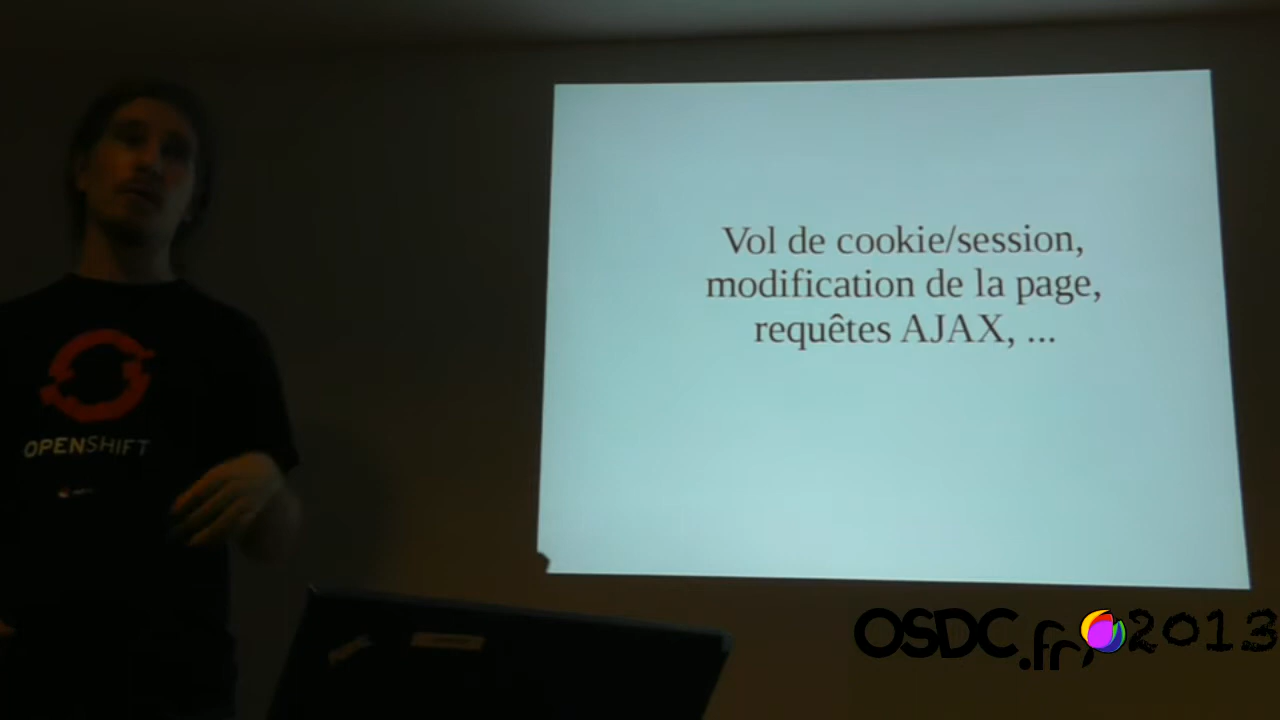 Vol de cookie/session,
modification de la page,
requêtes AJAX, ...
OPENSHIFT
OSDC.fr 2013